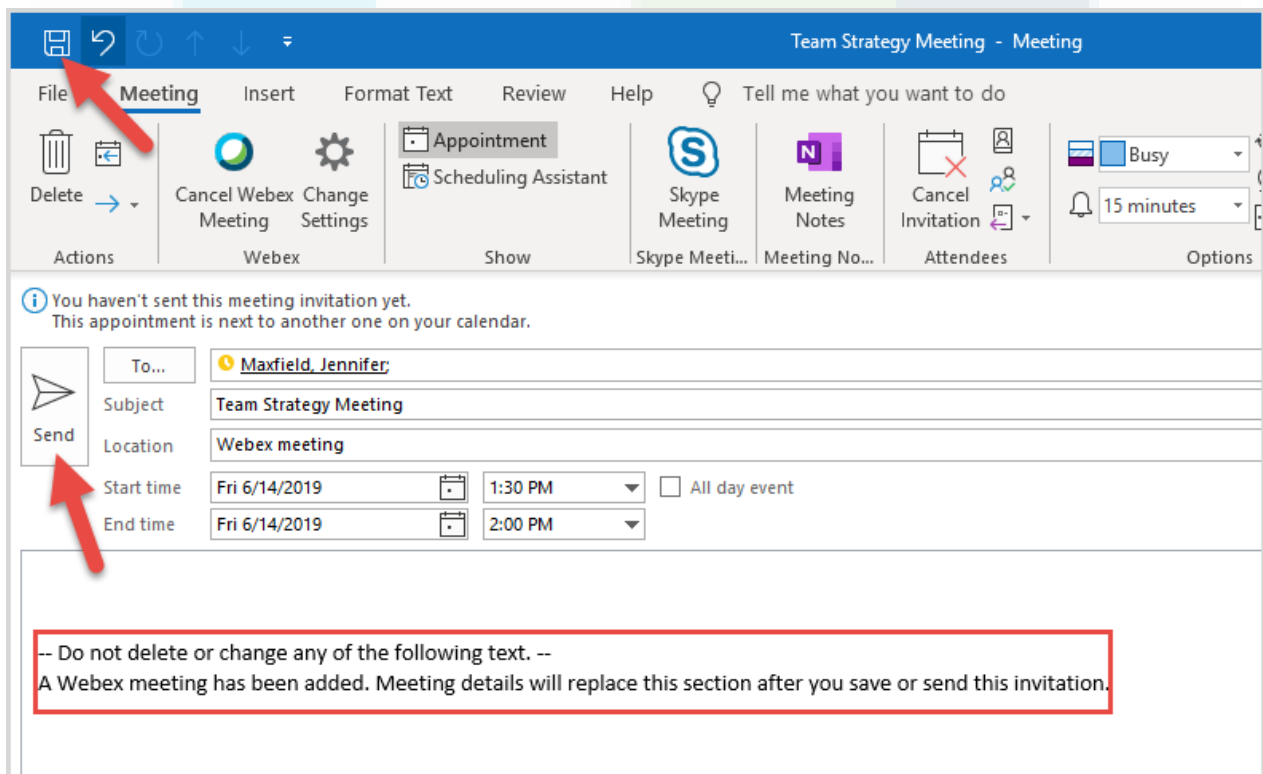 Team Strategy Meeting - Meeting
File Meeting Insert Format Text Review Help Tell me what you want to do
Delete
Actions
Cancel Webex Meeting
Change Settings
Webex
Appointment
Scheduling Assistant
Show
Skype Meeting
Skype Meeti...
Meeting Notes
Meeting No...
Cancel Invitation
Attendees
Busy
15 minutes
Options
You haven't sent this meeting invitation yet.
This appointment is next to another one on your calendar.
Send
To... Maxfield, Jennifer;
Subject Team Strategy Meeting
Location Webex meeting
Start time Fri 6/14/2019 1:30 PM All day event
End time Fri 6/14/2019 2:00 PM
-- Do not delete or change any of the following text. --
A Webex meeting has been added. Meeting details will replace this section after you save or send this invitation.